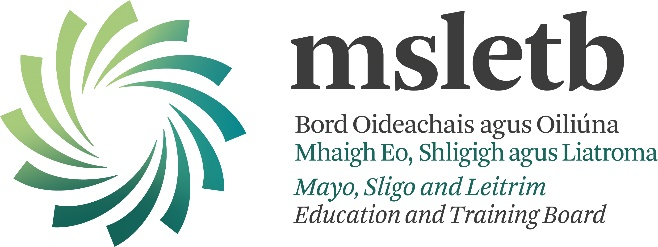 msletb
Bord Oideachais agus Oiliúna
Mhaigh Eo, Shligigh agus Liatroma
Mayo, Sligo and Leitrim
Education and Training Board